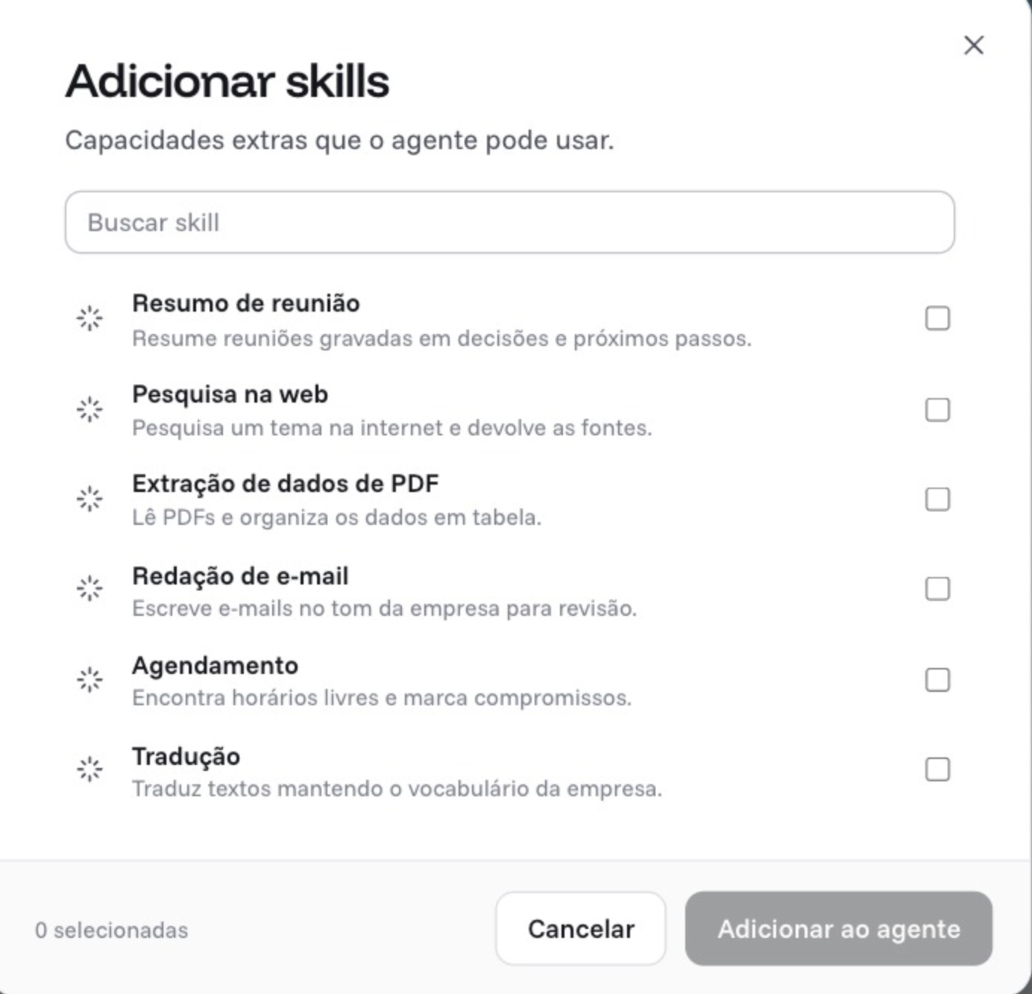 Adicionar skills
Capacidades extras que o agente pode usar.
Buscar skill
Resumo de reunião
Resume reuniões gravadas em decisões e próximos passos.
Pesquisa na web
Pesquisa um tema na internet e devolve as fontes.
Extração de dados de PDF
Lê PDFs e organiza os dados em tabela.
Redação de e-mail
Escreve e-mails no tom da empresa para revisão.
Agendamento
Encontra horários livres e marca compromissos.
Tradução
Traduz textos mantendo o vocabulário da empresa.
0 selecionadas
Cancelar
Adicionar ao agente